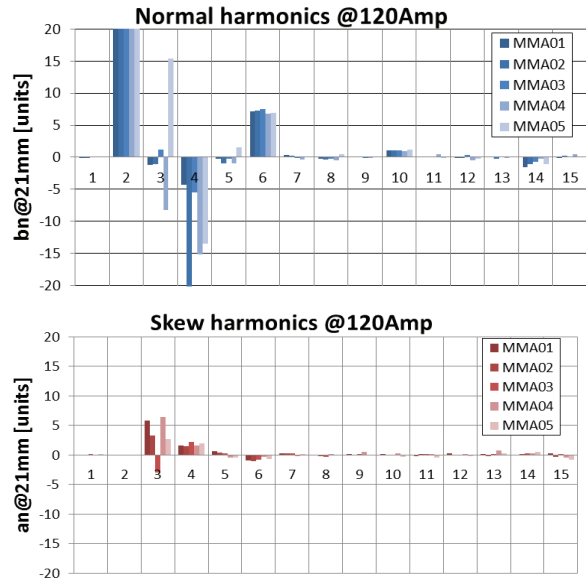 Normal harmonics @120Amp
bn@21mm [units]
20
15
10
5
0
-5
-10
-15
-20
1 2 3 4 5 6 7 8 9 10 11 12 13 14 15
MMA01
MMA02
MMA03
MMA04
MMA05
Skew harmonics @120Amp
an@21mm [units]
20
15
10
5
0
-5
-10
-15
-20
1 2 3 4 5 6 7 8 9 10 11 12 13 14 15
MMA01
MMA02
MMA03
MMA04
MMA05